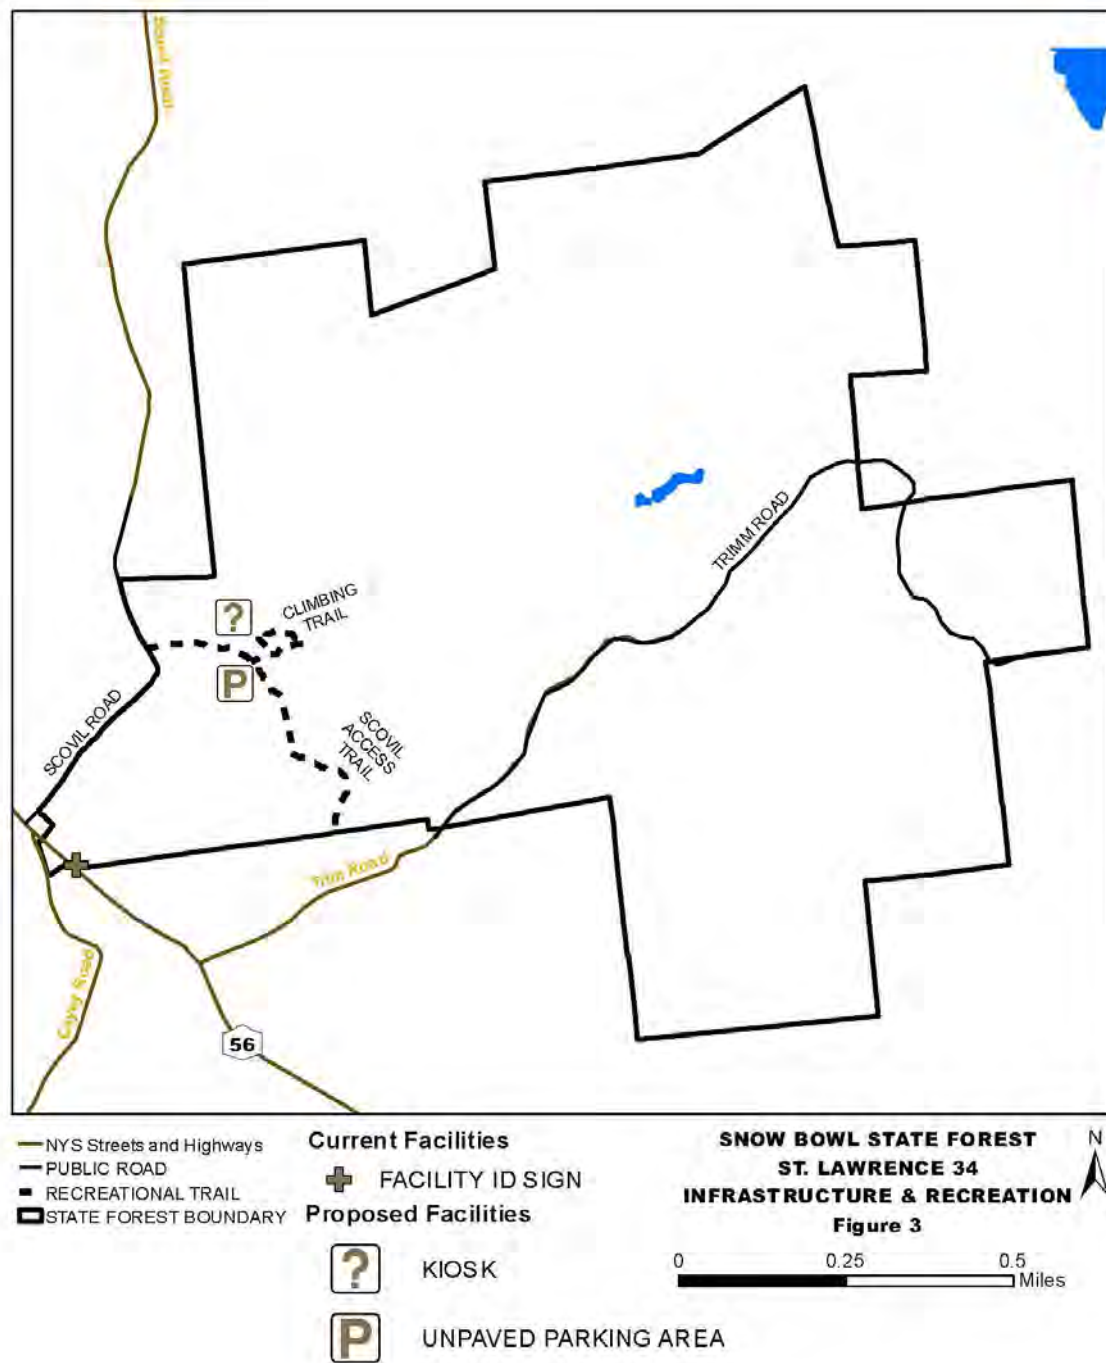 Road
CLIMBING
TRAIL
?
P
SCOVIL ROAD
SCOVIL
ACCESS
TRAIL
TRIMM ROAD
Trim Road
Road
56
NYS Streets and Highways
PUBLIC ROAD
RECREATIONAL TRAIL
STATE FOREST BOUNDARY
Current Facilities
FACILITY ID SIGN
Proposed Facilities
?
KIOSK
P
UNPAVED PARKING AREA
SNOW BOWL STATE FOREST
ST. LAWRENCE 34
INFRASTRUCTURE & RECREATION
Figure 3
N
0 0.25 0.5
Miles